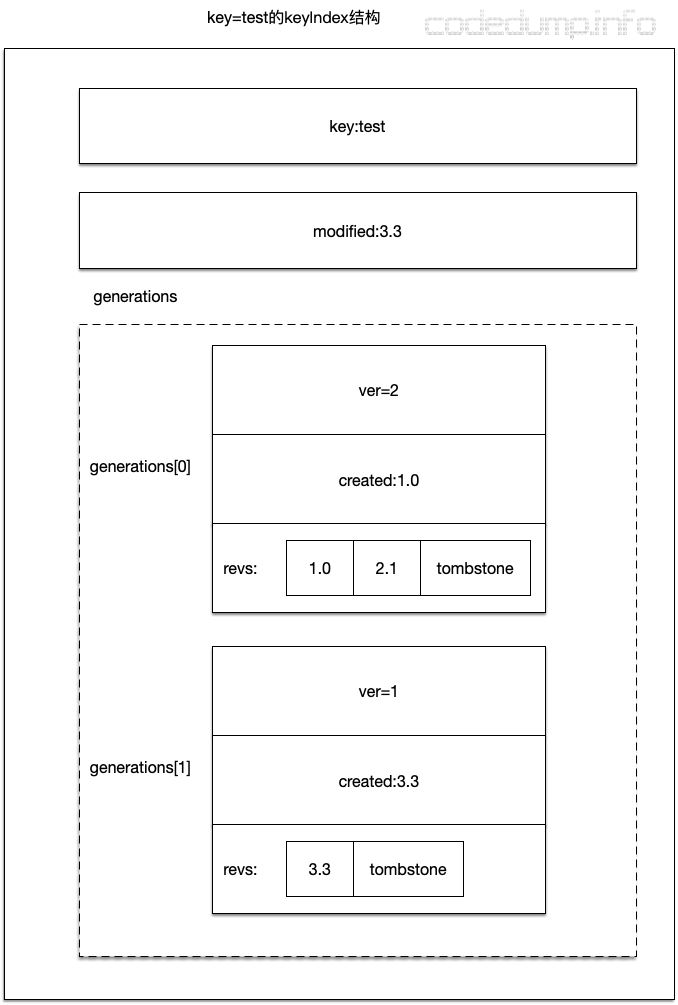 key=test的keyIndex结构
codedump info
key:test
modified:3.3
generations
ver=2
generations[0]
created:1.0
revs: 1.0 2.1 tombstone
ver=1
generations[1]
created:3.3
revs: 3.3 tombstone